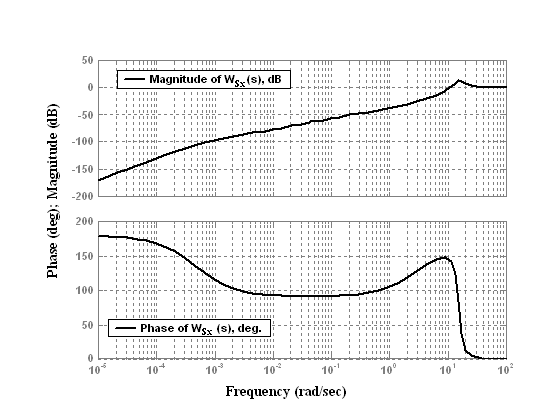 50
0
-50
-100
-150
-200
Magnitude of WSx(s), dB
Phase (deg); Magnitude (dB)
200
150
100
50
0
Phase of WSx (s), deg.
10^-5 10^-4 10^-3 10^-2 10^-1 10^0 10^1 10^2
Frequency (rad/sec)